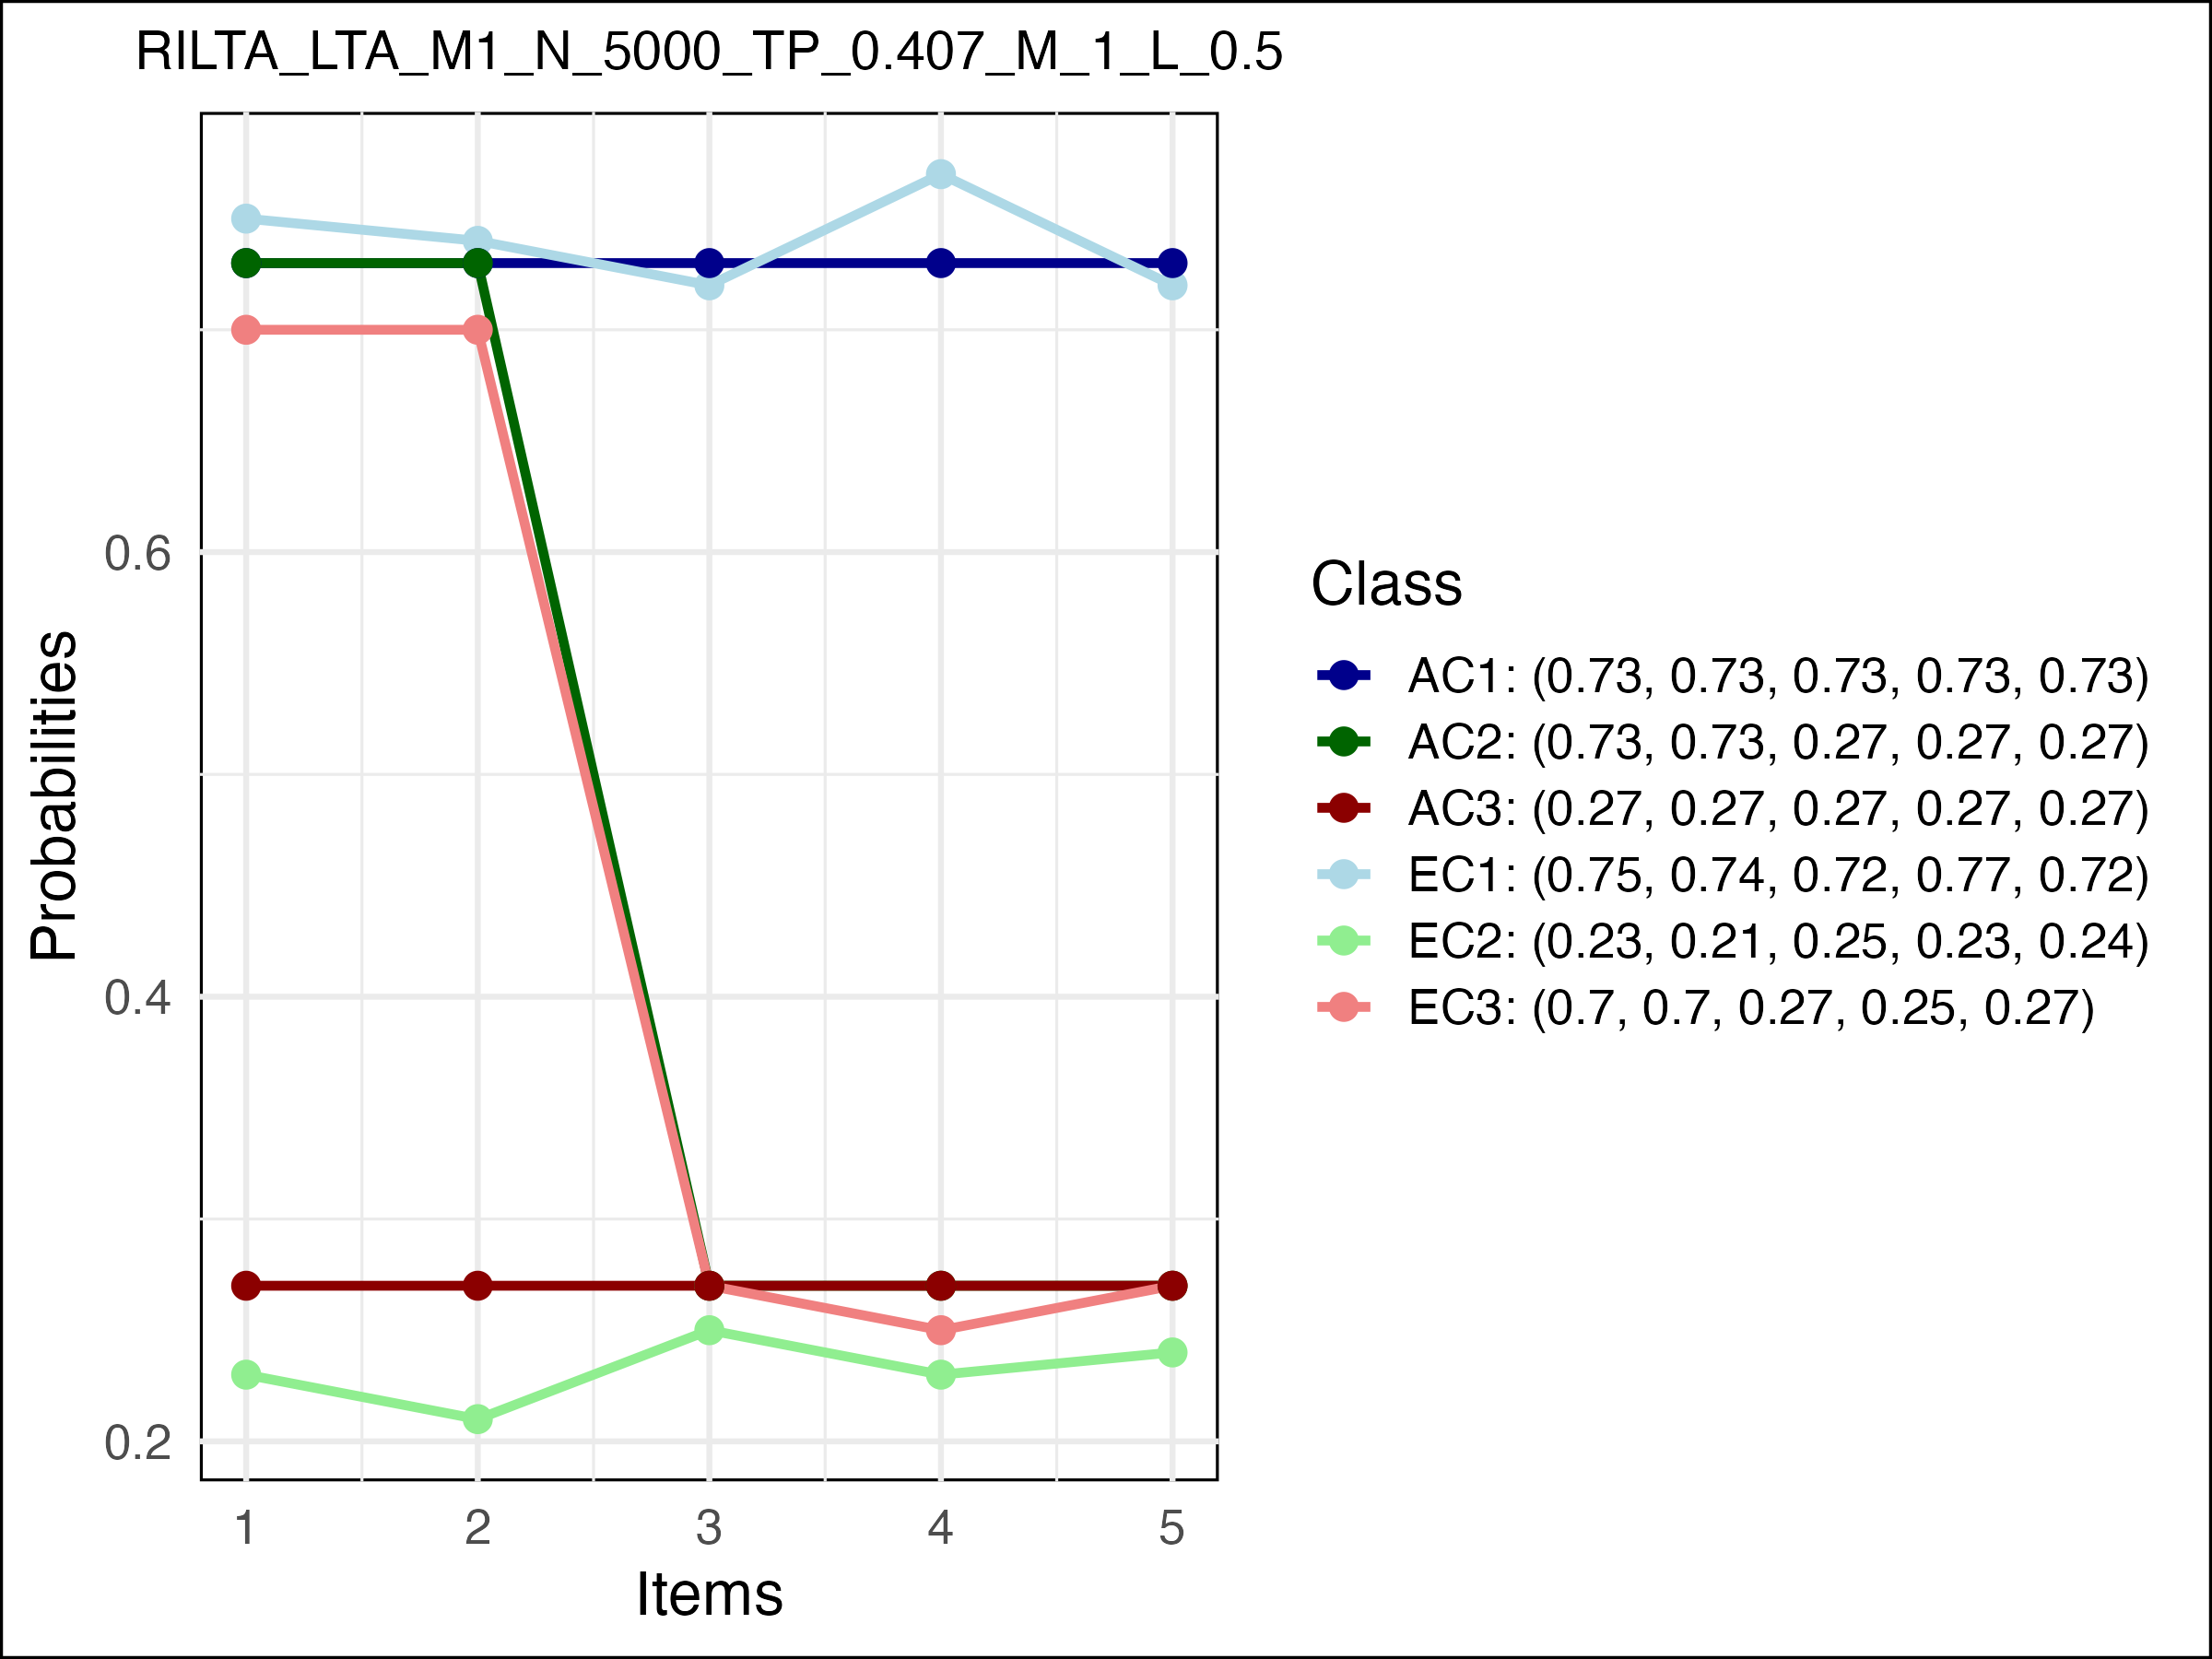 RILTA_LTA_M1_N_5000_TP_0.407_M_1_L_0.5
Probabilities
0.6
0.4
0.2
1 2 3 4 5
Items
Class
AC1: (0.73, 0.73, 0.73, 0.73, 0.73)
AC2: (0.73, 0.73, 0.27, 0.27, 0.27)
AC3: (0.27, 0.27, 0.27, 0.27, 0.27)
EC1: (0.75, 0.74, 0.72, 0.77, 0.72)
EC2: (0.23, 0.21, 0.25, 0.23, 0.24)
EC3: (0.7, 0.7, 0.27, 0.25, 0.27)